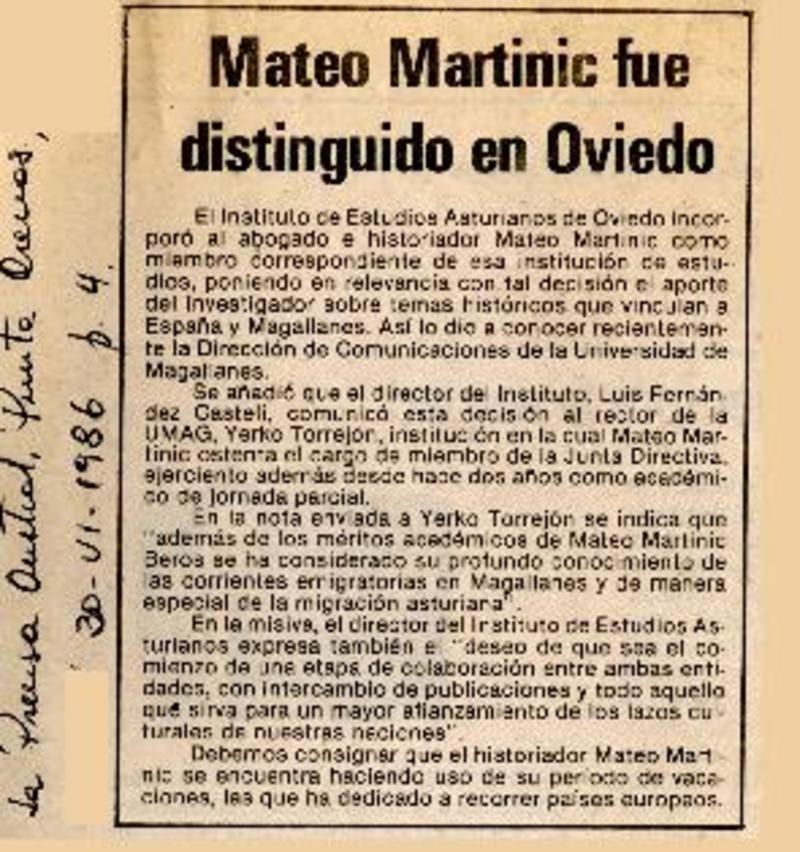 Mateo Martinic fue
distinguido en Oviedo
El Instituto de Estudios Asturianos de Oviedo incor-
poró al abogado e historiador Mateo Martinic como
miembro correspondiente de esa institución de estu-
dios, poniendo en relevancia con tal decisión el aporte
del investigador sobre temas históricos que vinculan a
España y Magallanes. Así lo dio a conocer recientemen-
te la Dirección de Comunicaciones de la Universidad de
Magallanes.
Se añadió que el director del Instituto, Luis Fernán-
dez Casteli, comunicó esta decisión al rector de la
UMAG, Yerko Torrejón, institución en la cual Mateo Mar-
tinic ostenta el cargo de miembro de la Junta Directiva,
ejerciento además desde hace dos años como académi-
co de jornada parcial.
En la nota enviada a Yerko Torrejón se indica que
"además de los méritos académicos de Mateo Martinic
Beros se ha considerado su profundo conocimiento de
las corrientes emigratorias en Magallanes y de manera
especial de la migración asturiana".
En la misiva, el director del Instituto de Estudios As-
turianos expresa también el "deseo de que sea el co-
mienzo de una etapa de colaboración entre ambas enti-
dades, con intercambio de publicaciones y todo aquello
que sirva para un mayor afianzamiento de los lazos cul-
turales de nuestras naciones".
Debemos consignar que el historiador Mateo Marti-
nic se encuentra haciendo uso de su período de vaca-
ciones, las que ha dedicado a recorrer países europeos.
La Prensa Austral, Punta Arenas,
30-VI-1986 p. 4.